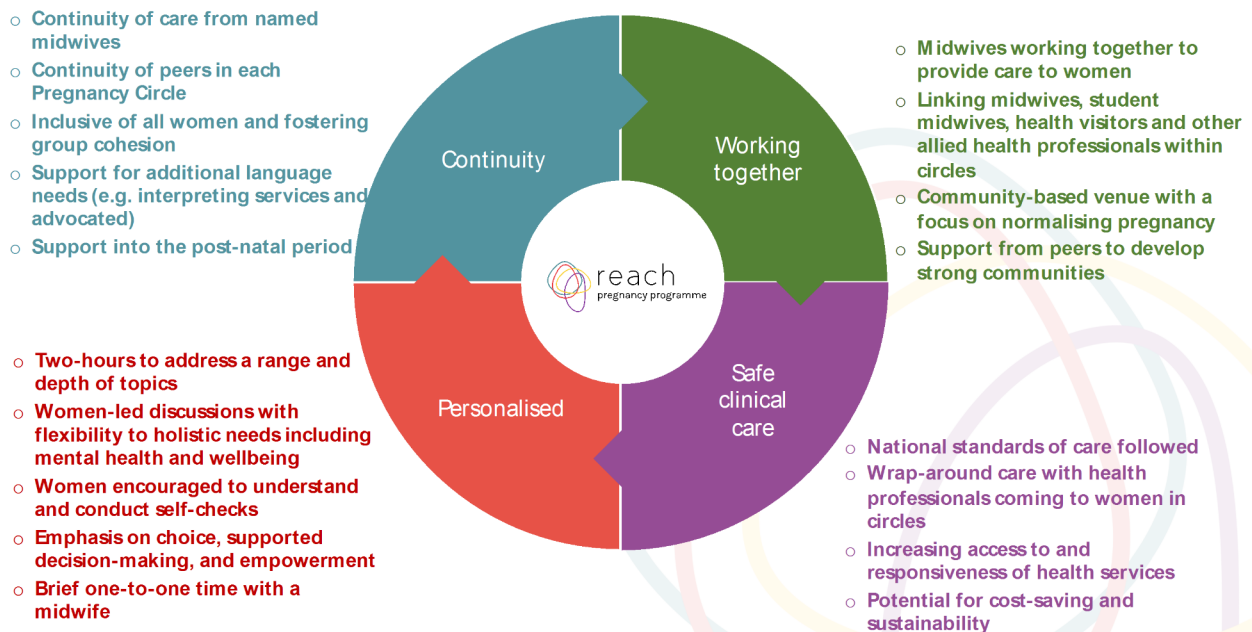 ○ Continuity of care from named
midwives
○ Continuity of peers in each
Pregnancy Circle
○ Inclusive of all women and fostering
group cohesion
○ Support for additional language
needs (e.g. interpreting services and
advocated)
○ Support into the post-natal period
Continuity
Working
together
○ Midwives working together to
provide care to women
○ Linking midwives, student
midwives, health visitors and other
allied health professionals within
circles
○ Community-based venue with a
focus on normalising pregnancy
○ Support from peers to develop
strong communities
reach
pregnancy programme
○ Two-hours to address a range and
depth of topics
○ Women-led discussions with
flexibility to holistic needs including
mental health and wellbeing
○ Women encouraged to understand
and conduct self-checks
○ Emphasis on choice, supported
decision-making, and empowerment
○ Brief one-to-one time with a
midwife
Personalised
Safe
clinical
care
○ National standards of care followed
○ Wrap-around care with health
professionals coming to women in
circles
○ Increasing access to and
responsiveness of health services
○ Potential for cost-saving and
sustainability